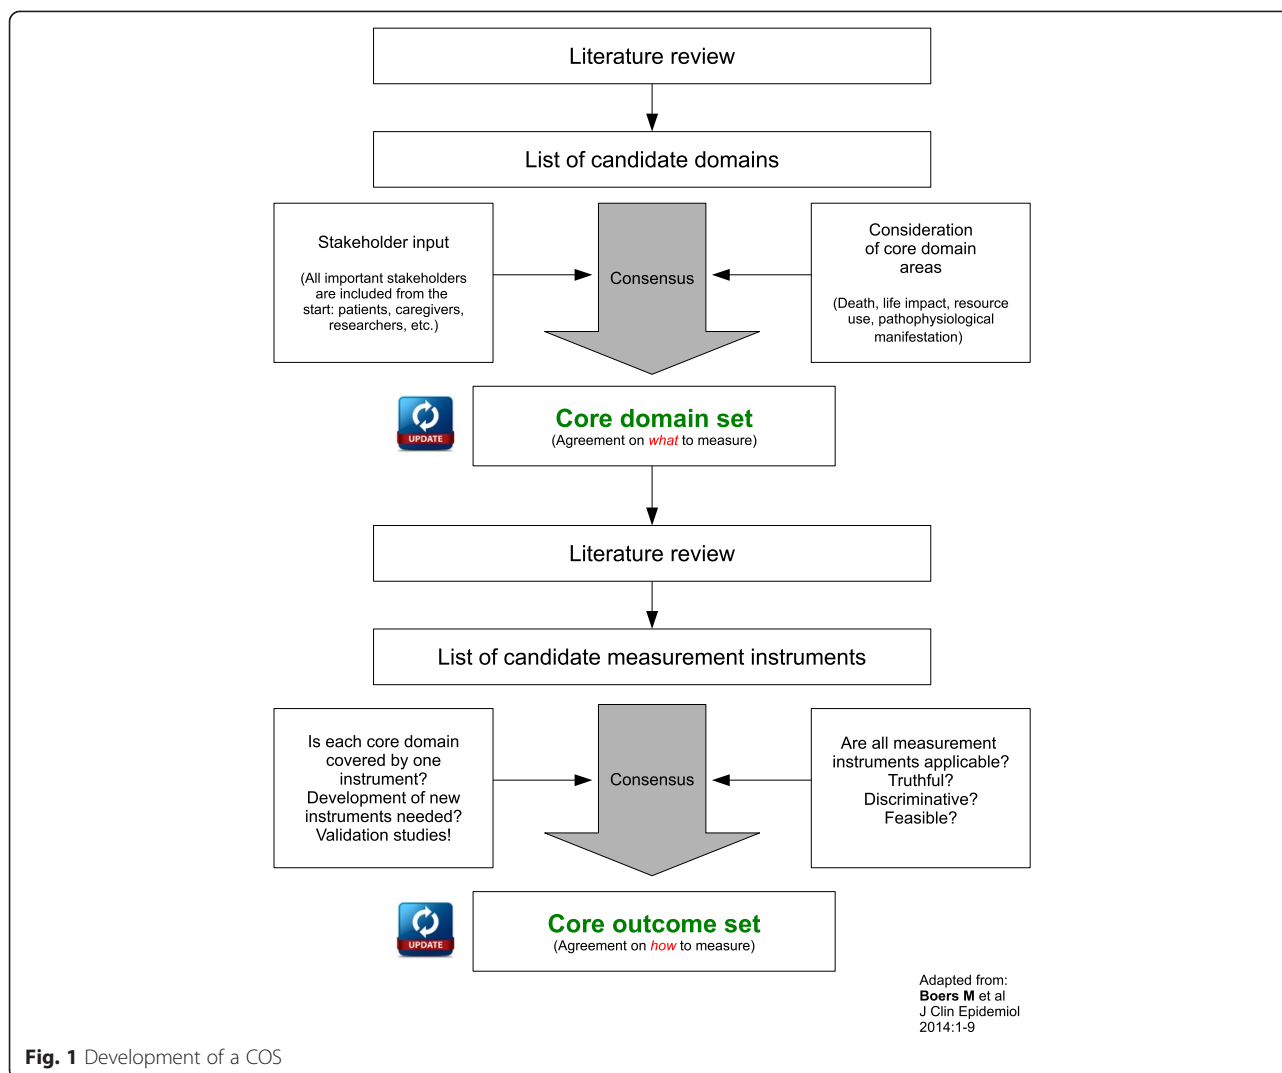 Literature review
List of candidate domains
Stakeholder input
(All important stakeholders
are included from the
start: patients, caregivers,
researchers, etc.)
Consensus
Consideration
of core domain
areas
(Death, life impact, resource
use, pathophysiological
manifestation)
UPDATE
Core domain set
(Agreement on what to measure)
Literature review
List of candidate measurement instruments
Is each core domain
covered by one
instrument?
Development of new
instruments needed?
Validation studies!
Consensus
Are all measurement
instruments applicable?
Truthful?
Discriminative?
Feasible?
UPDATE
Core outcome set
(Agreement on how to measure)
Adapted from:
Boers M et al
J Clin Epidemiol
2014:1-9
Fig. 1 Development of a COS